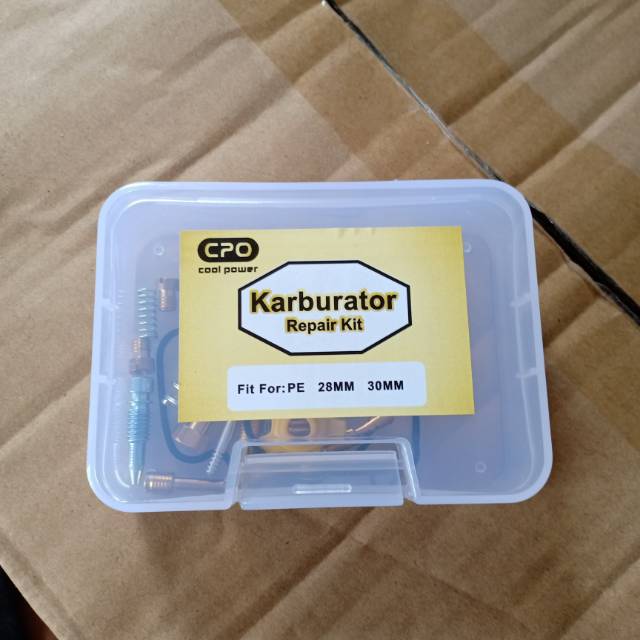 CPO
cool power
Karburator
Repair Kit
Fit For: PE 28MM 30MM